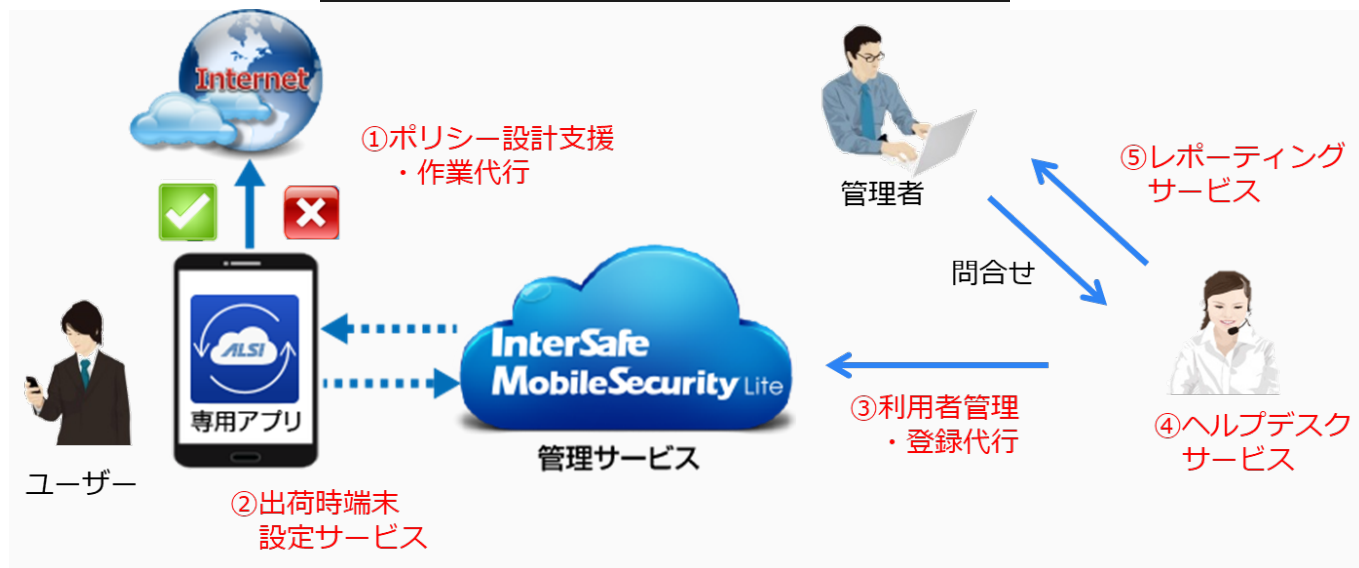 Internet
①ポリシー設計支援
・作業代行
管理者
⑤レポーティング
サービス
問合せ
ALSI
専用アプリ
InterSafe
MobileSecurity Lite
管理サービス
③利用者管理
・登録代行
④ヘルプデスク
サービス
ユーザー
②出荷時端末
設定サービス